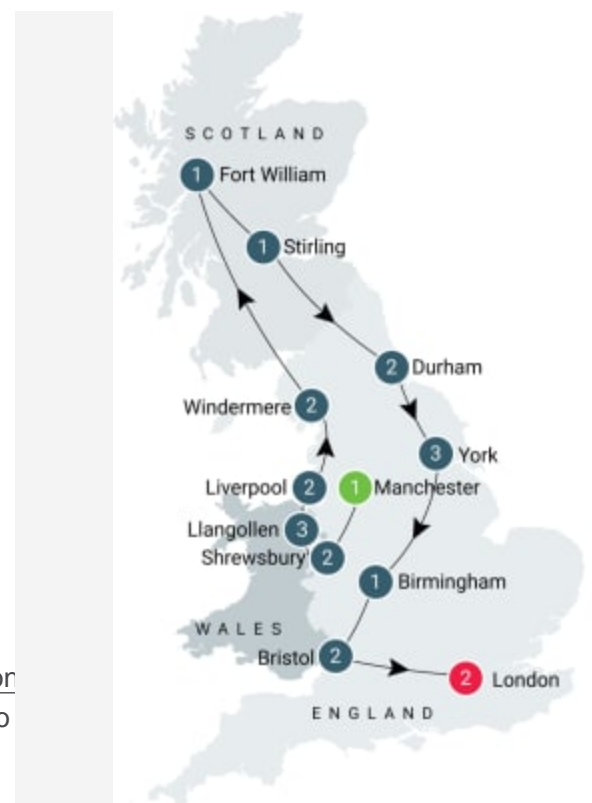 SCOTLAND
1 Fort William
1 Stirling
2 Durham
Windermere 2
3 York
Liverpool 2
1 Manchester
Llangollen 3
Shrewsbury 2
1 Birmingham
WALES
Bristol 2
2 London
ENGLAND
on
o